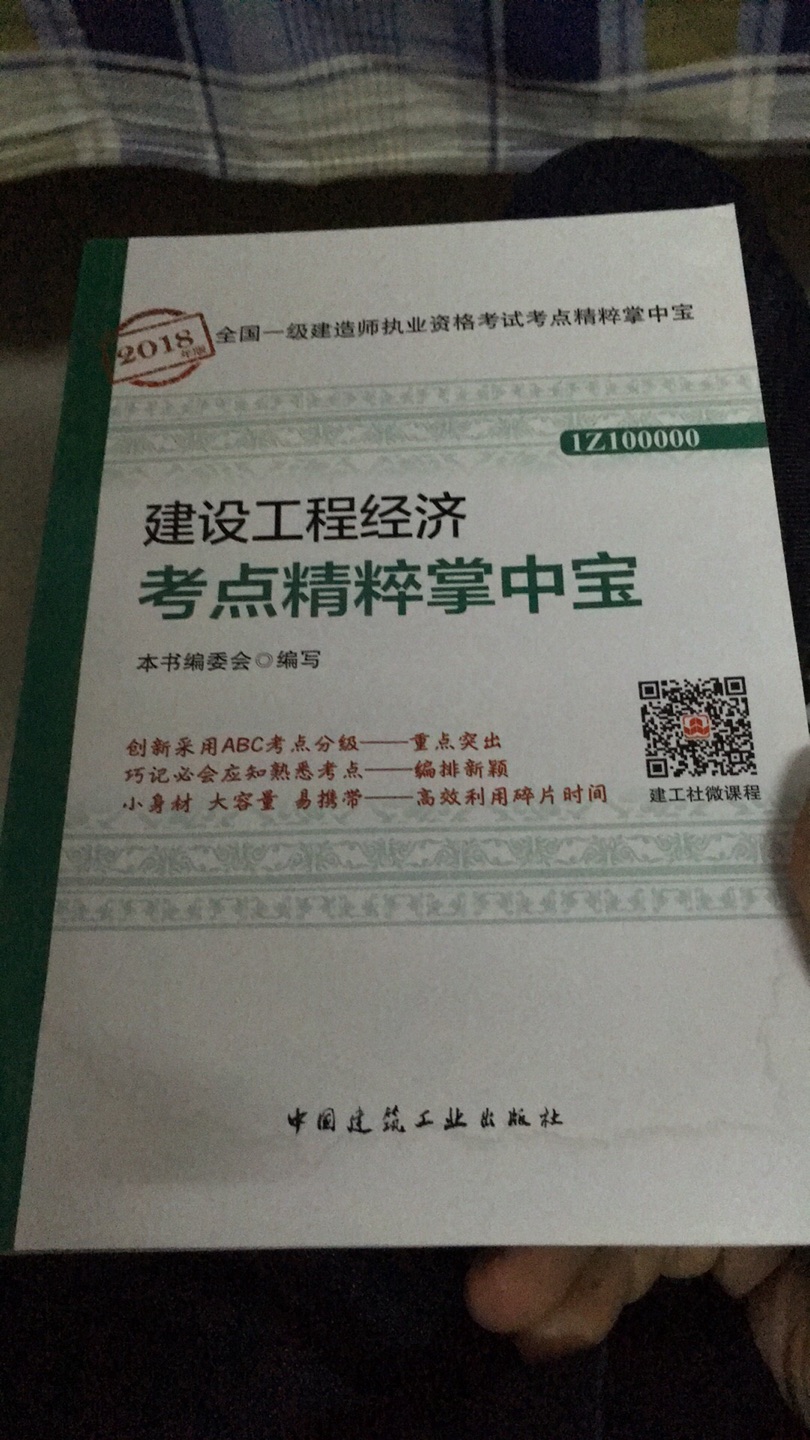 2018年版
全国一级建造师执业资格考试考点精粹掌中宝
1Z100000
建设工程经济
考点精粹掌中宝
本书编委会◎编写
创新采用ABC考点分级——重点突出
巧记必会应知熟悉考点——编排新颖
小身材 大容量 易携带——高效利用碎片时间
建工社微课程
中国建筑工业出版社